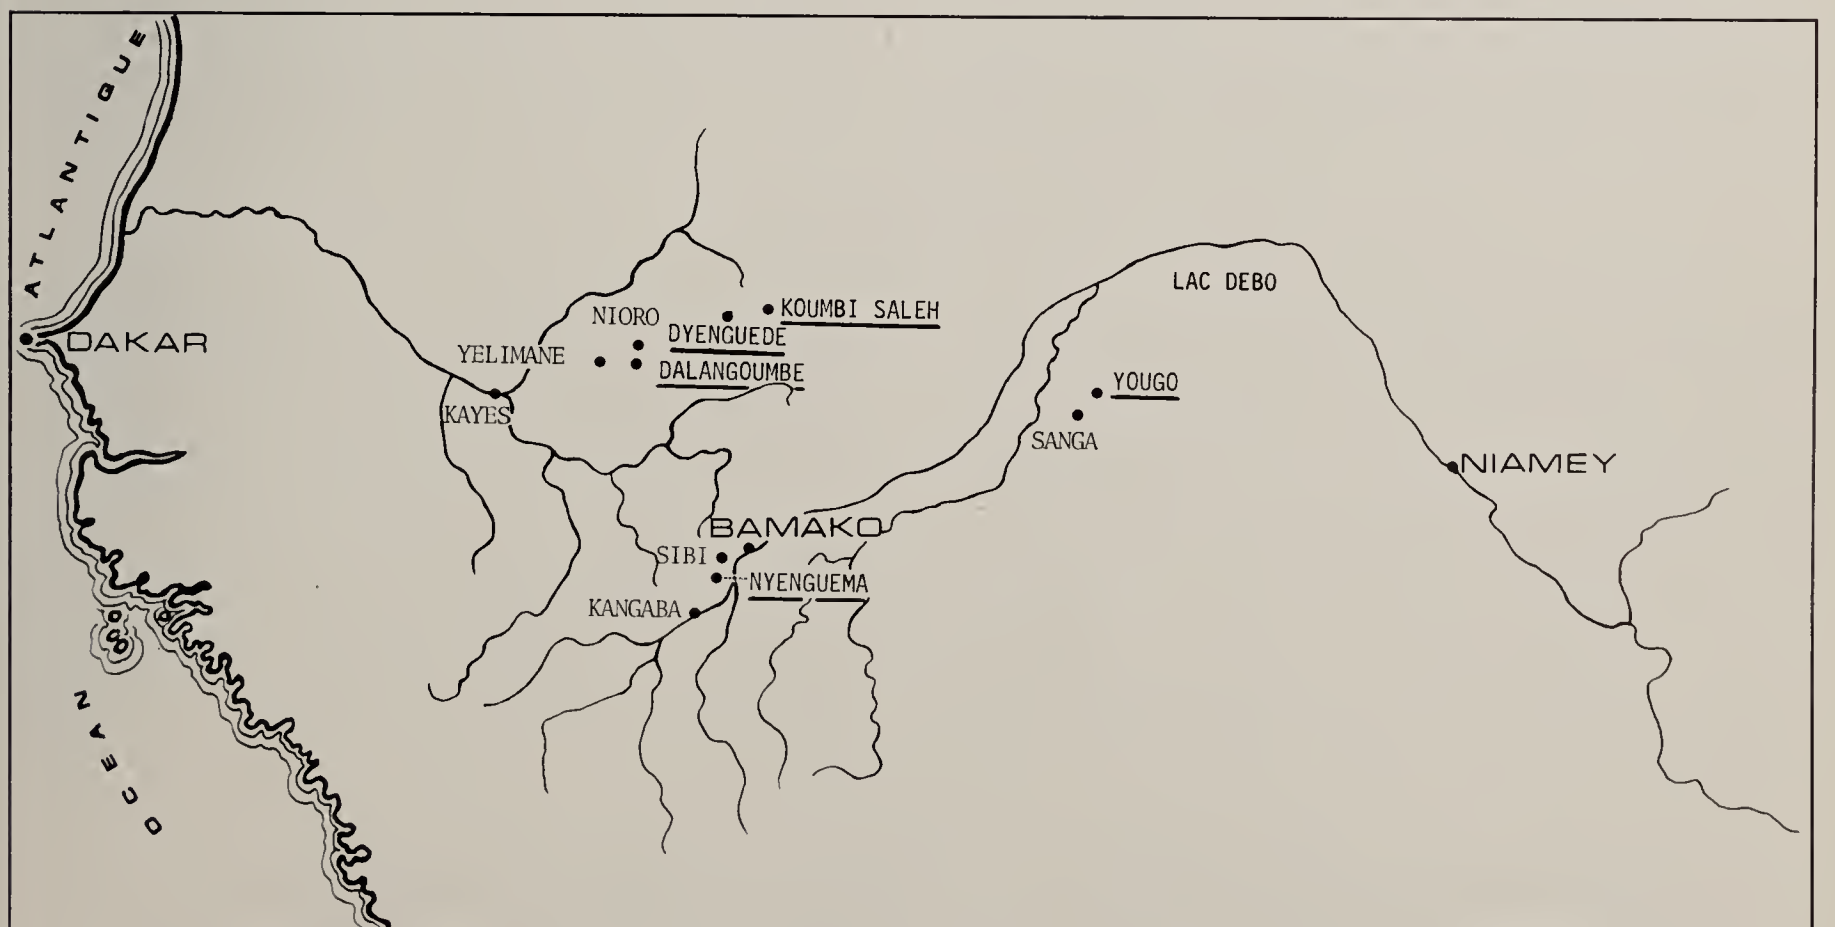 ATLANTIQUE
LAC DEBO
NIORO
KOUMBI SALEH
DYENGUEDE
DAKAR
YELIMANE
DALANGOUMBE
YOUGO
KAYES
SANGA
NIAMEY
BAMAKO
SIBI
NYENGUEMA
KANGABA
OCEAN